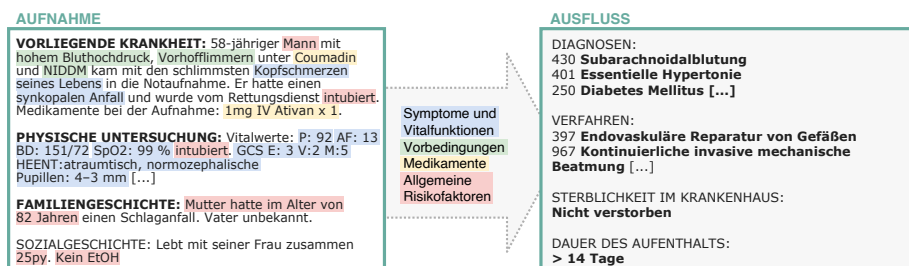 AUFNAHME
VORLIEGENDE KRANKHEIT: 58-jähriger Mann mit
hohem Bluthochdruck, Vorhofflimmern unter Coumadin
und NIDDM kam mit den schlimmsten Kopfschmerzen
seines Lebens in die Notaufnahme. Er hatte einen
synkopalen Anfall und wurde vom Rettungsdienst intubiert.
Medikamente bei der Aufnahme: 1mg IV Ativan x 1.
PHYSISCHE UNTERSUCHUNG: Vitalwerte: P: 92 AF: 13
BD: 151/72 SpO2: 99 % intubiert. GCS E: 3 V:2 M:5
HEENT:atraumtisch, normozephalische
Pupillen: 4–3 mm [...]
FAMILIENGESCHICHTE: Mutter hatte im Alter von
82 Jahren einen Schlaganfall. Vater unbekannt.
SOZIALGESCHICHTE: Lebt mit seiner Frau zusammen
25py. Kein EtOH
Symptome und
Vitalfunktionen
Vorbedingungen
Medikamente
Allgemeine
Risikofaktoren
AUSFLUSS
DIAGNOSEN:
430 Subarachnoidalblutung
401 Essentielle Hypertonie
250 Diabetes Mellitus [...]
VERFAHREN:
397 Endovaskuläre Reparatur von Gefäßen
967 Kontinuierliche invasive mechanische
Beatmung [...]
STERBLICHKEIT IM KRANKENHAUS:
Nicht verstorben
DAUER DES AUFENTHALTS:
> 14 Tage